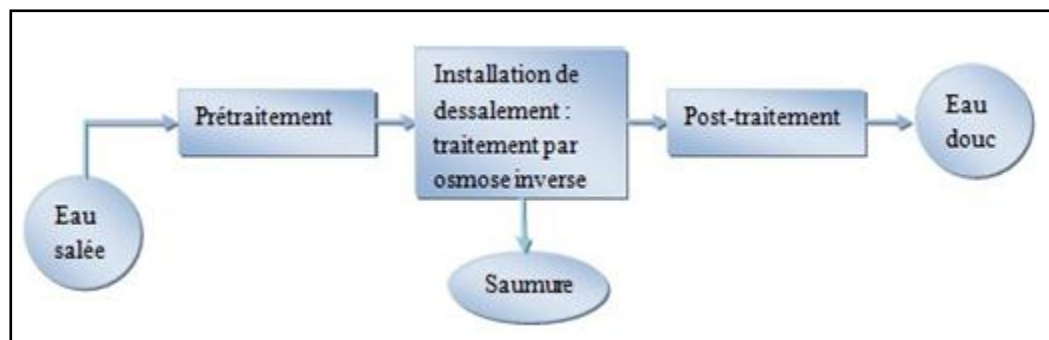 Eau
salée
Prétraitement
Installation de
dessalement :
traitement par
osmose inverse
Saumure
Post-traitement
Eau
douc